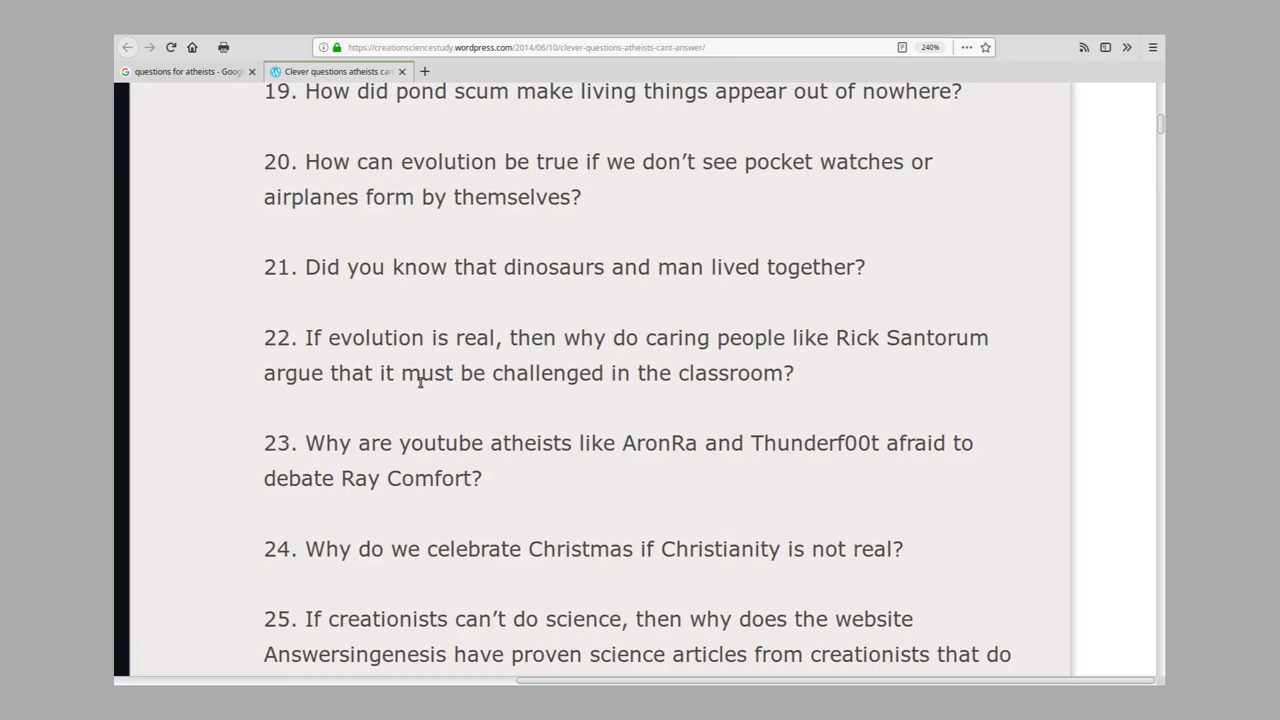 https://creationsciencestudy.wordpress.com/2014/06/10/clever-questions-atheists-cant-answer/
240%
questions for atheists - Goog
Clever questions atheists can
19. How did pond scum make living things appear out of nowhere?
20. How can evolution be true if we don’t see pocket watches or
airplanes form by themselves?
21. Did you know that dinosaurs and man lived together?
22. If evolution is real, then why do caring people like Rick Santorum
argue that it must be challenged in the classroom?
23. Why are youtube atheists like AronRa and Thunderf00t afraid to
debate Ray Comfort?
24. Why do we celebrate Christmas if Christianity is not real?
25. If creationists can’t do science, then why does the website
Answersingenesis have proven science articles from creationists that do